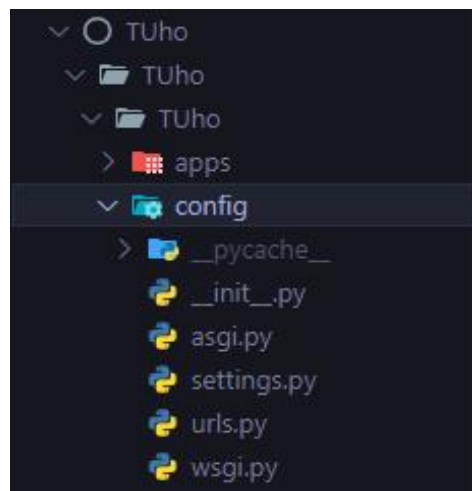 TUho
TUho
TUho
apps
config
__pycache__
__init__.py
asgi.py
settings.py
urls.py
wsgi.py